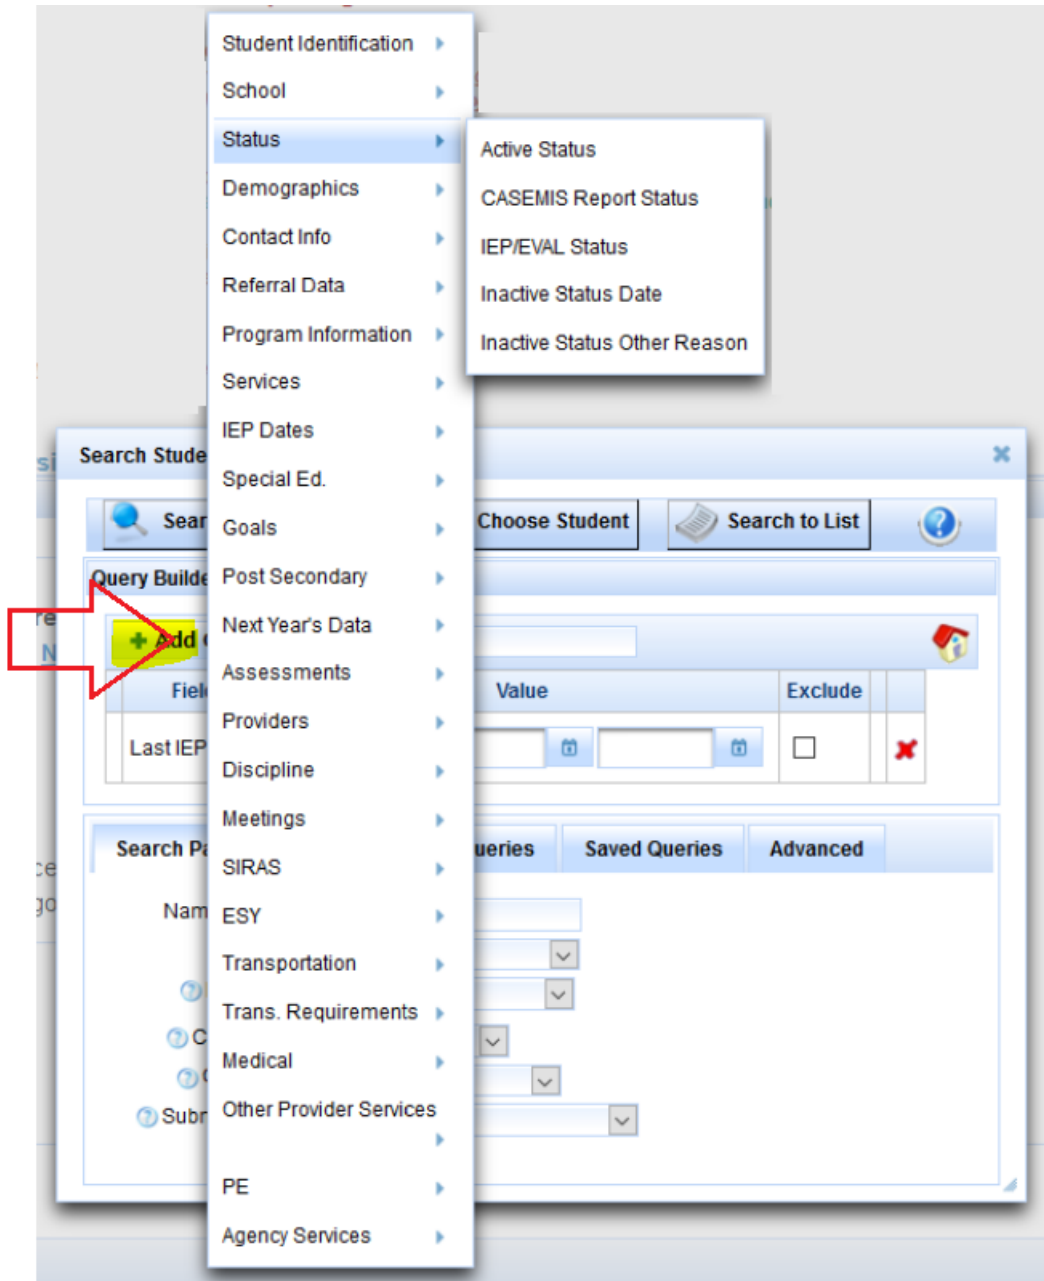 Student Identification
School
Status
Active Status
Demographics
CASEMIS Report Status
Contact Info
IEP/EVAL Status
Referral Data
Inactive Status Date
Program Information
Inactive Status Other Reason
Services
IEP Dates
Search Stude
Special Ed.
Sear
Choose Student
Search to List
Goals
Query Builde
Post Secondary
Next Year's Data
+ Add
Assessments
Fiel
Value
Exclude
Providers
Last IEP
Discipline
Meetings
Search Pa
ueries
Saved Queries
Advanced
SIRAS
Nam
ESY
Transportation
Trans. Requirements
C
Medical
Other Provider Services
Subr
PE
Agency Services